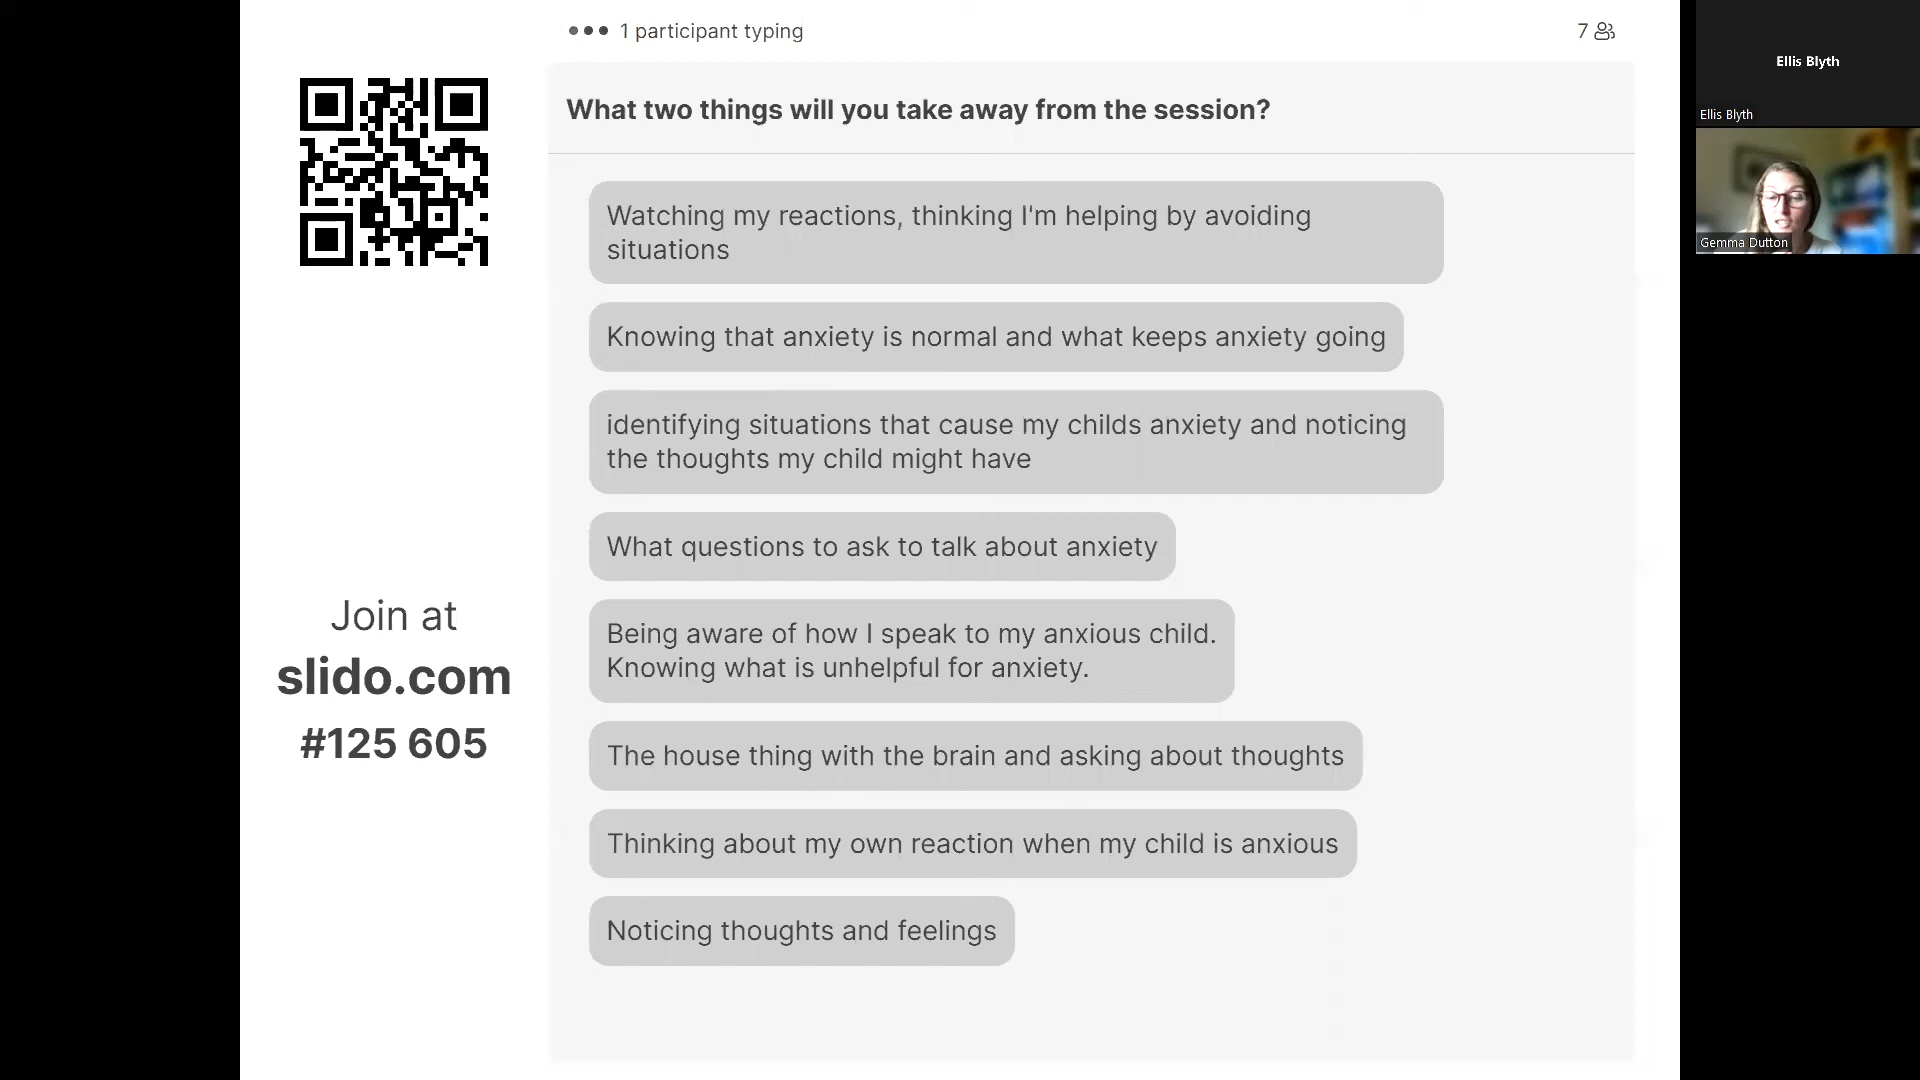 1 participant typing
7
What two things will you take away from the session?
Watching my reactions, thinking I'm helping by avoiding
situations
Knowing that anxiety is normal and what keeps anxiety going
identifying situations that cause my childs anxiety and noticing
the thoughts my child might have
What questions to ask to talk about anxiety
Being aware of how I speak to my anxious child.
Knowing what is unhelpful for anxiety.
The house thing with the brain and asking about thoughts
Thinking about my own reaction when my child is anxious
Noticing thoughts and feelings
Join at
slido.com
#125 605
Ellis Blyth
Ellis Blyth
Gemma Dutton